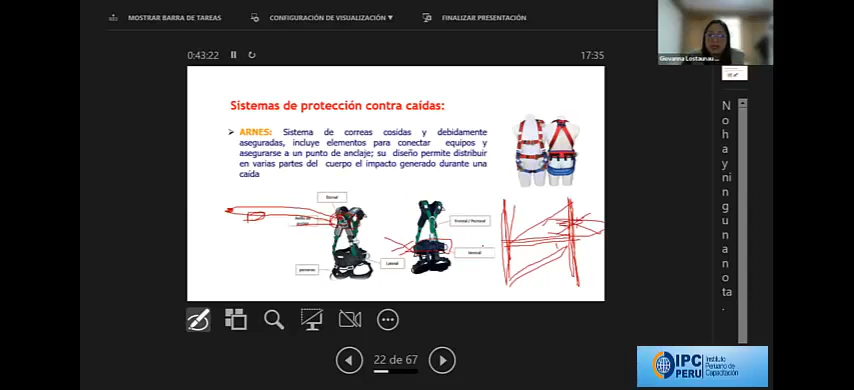 MOSTRAR BARRA DE TAREAS
CONFIGURACIÓN DE VISUALIZACIÓN ▼
FINALIZAR PRESENTACIÓN
Giovanna Lostaunau ...
0:43:22
17:35
Sistemas de protección contra caídas:
➤ ARNES: Sistema de correas cosidas y debidamente
aseguradas, incluye elementos para conectar equipos y
asegurarse a un punto de anclaje; su diseño permite distribuir
en varias partes del cuerpo el impacto generado durante una
caída
Dorsal
Frontal / Pectoral
Ventral
Lateral
perneras
No hay ninguna nota.
22 de 67
IPC PERU
Instituto
Peruano de
Capacitación